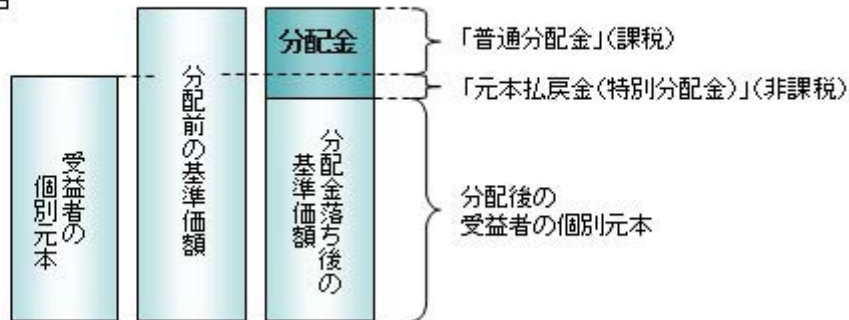 受益者の
個別元本
分配前の基準価額
分配金
分配金落ち後の
基準価額
「普通分配金」(課税)
「元本払戻金(特別分配金)」(非課税)
分配後の
受益者の個別元本